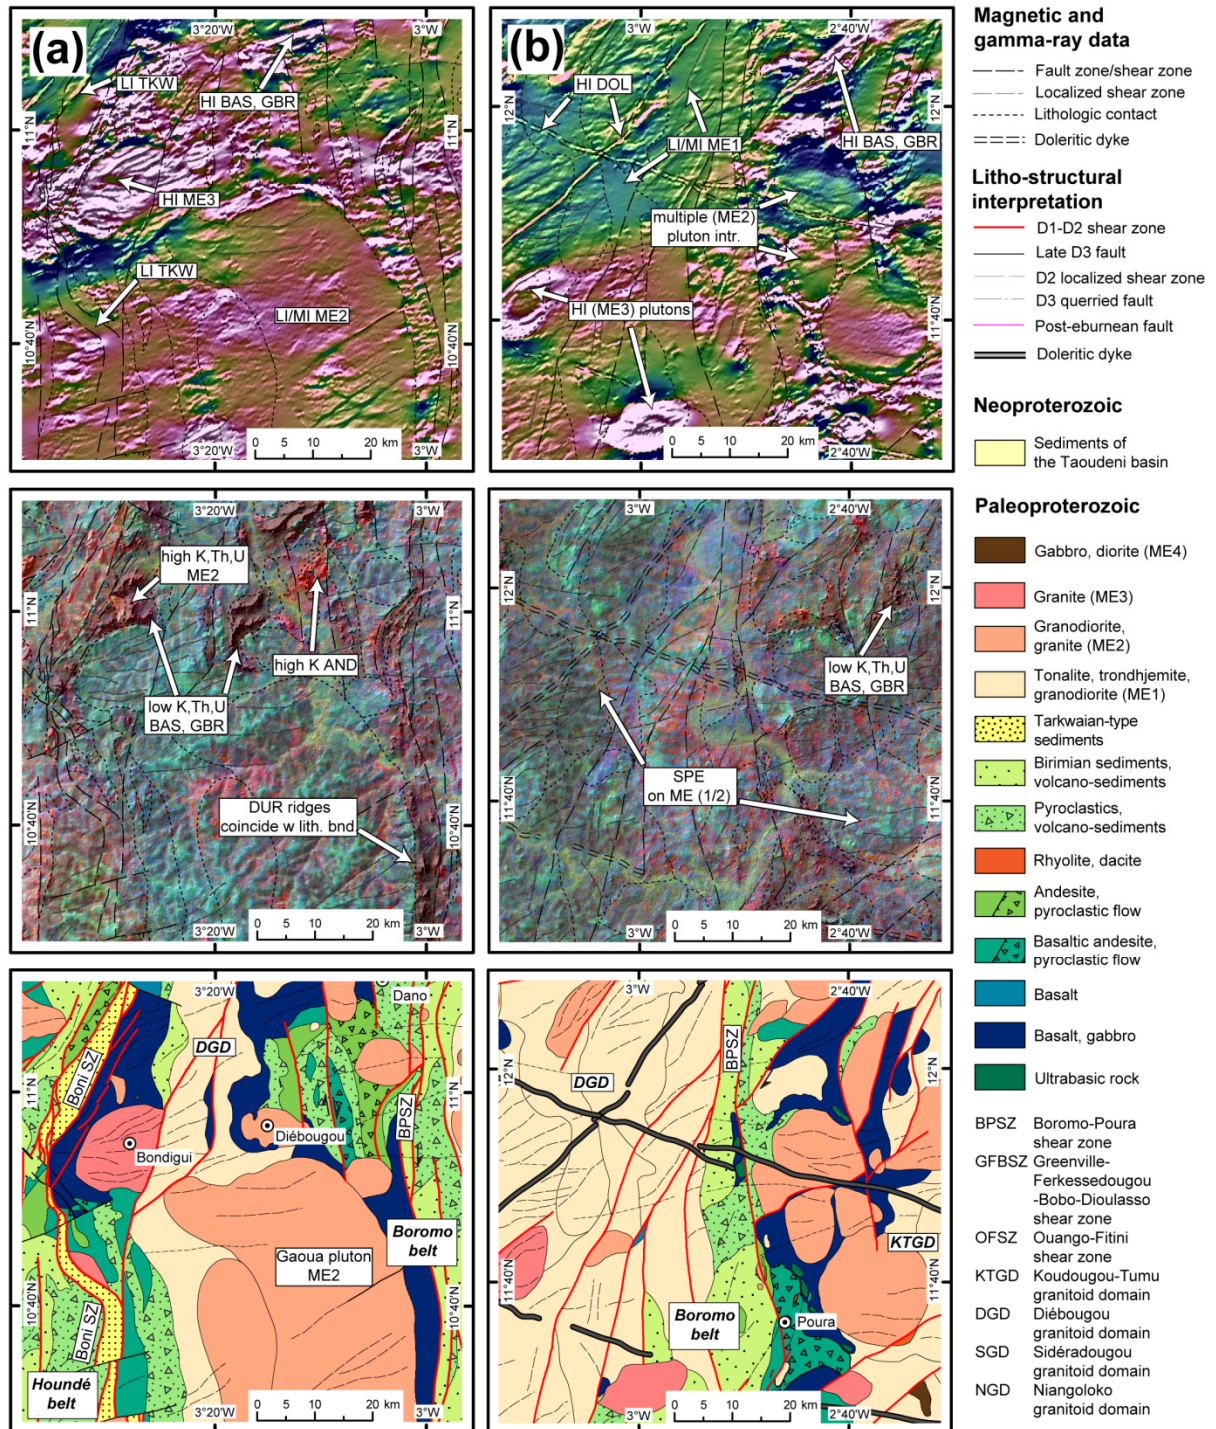 (a)
3°20'W
3°W
LI TKW
HI BAS, GBR
11°N
11°N
HI ME3
LI TKW
LI/MI ME2
10°40'N
10°40'N
0 5 10 20 km
3°20'W
3°W
(b)
3°W
2°40'W
HI DOL
12°N
12°N
LI/MI ME1
HI BAS, GBR
multiple (ME2)
pluton intr.
HI (ME3) plutons
11°40'N
11°40'N
0 5 10 20 km
3°W
2°40'W
3°20'W
3°W
high K,Th,U
ME2
11°N
11°N
high K AND
low K,Th,U
BAS, GBR
DUR ridges
coincide w lith. bnd
10°40'N
10°40'N
0 5 10 20 km
3°20'W
3°W
3°W
2°40'W
12°N
12°N
low K,Th,U
BAS, GBR
SPE
on ME (1/2)
11°40'N
11°40'N
0 5 10 20 km
3°W
2°40'W
3°20'W
3°W
Dano
Boni SZ
DGD
11°N
11°N
BPSZ
Diébougou
Bondigui
Gaoua pluton
ME2
Boromo
belt
10°40'N
10°40'N
Boni SZ
Houndé
belt
0 5 10 20 km
3°20'W
3°W
3°W
2°40'W
BPSZ
DGD
12°N
12°N
KTGD
11°40'N
11°40'N
Boromo
belt
Poura
0 5 10 20 km
3°W
2°40'W
Magnetic and
gamma-ray data
Fault zone/shear zone
Localized shear zone
Lithologic contact
Doleritic dyke
Litho-structural
interpretation
D1-D2 shear zone
Late D3 fault
D2 localized shear zone
D3 querried fault
Post-eburnean fault
Doleritic dyke
Neoproterozoic
Sediments of
the Taoudeni basin
Paleoproterozoic
Gabbro, diorite (ME4)
Granite (ME3)
Granodiorite,
granite (ME2)
Tonalite, trondhjemite,
granodiorite (ME1)
Tarkwaian-type
sediments
Birimian sediments,
volcano-sediments
Pyroclastics,
volcano-sediments
Rhyolite, dacite
Andesite,
pyroclastic flow
Basaltic andesite,
pyroclastic flow
Basalt
Basalt, gabbro
Ultrabasic rock
BPSZ Boromo-Poura
shear zone
GFBSZ Greenville-
Ferkessedougou
-Bobo-Dioulasso
shear zone
OFSZ Ouango-Fitini
shear zone
KTGD Koudougou-Tumu
granitoid domain
DGD Diébougou
granitoid domain
SGD Sidéradougou
granitoid domain
NGD Niangoloko
granitoid domain